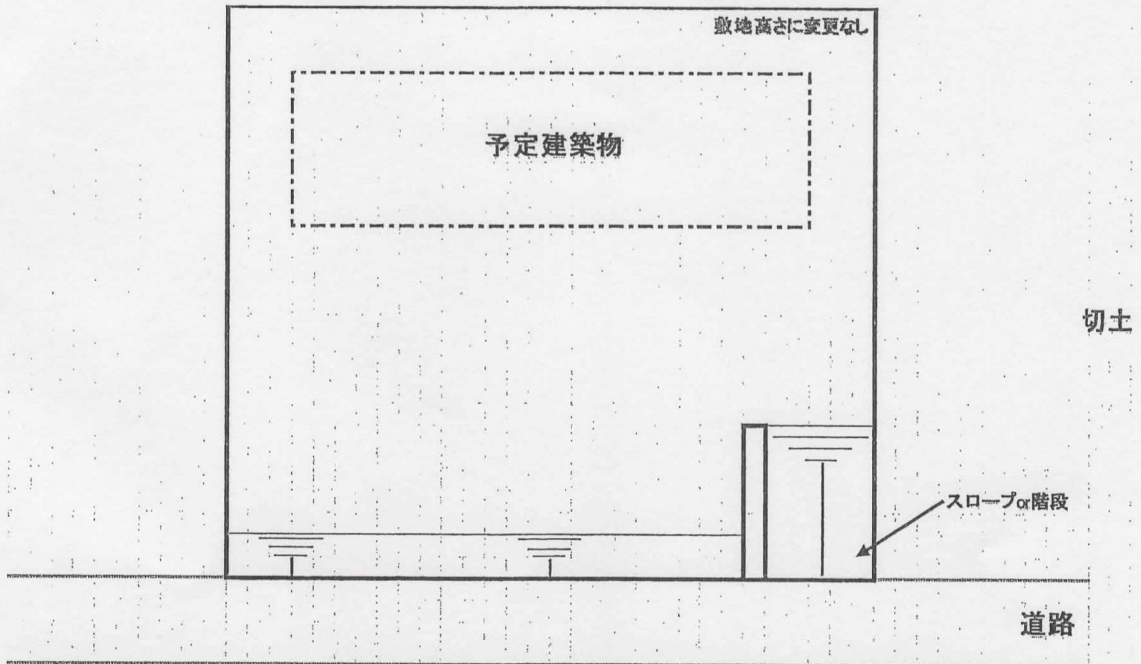 敷地高さに変更なし
予定建築物
切土
スロープor階段
道路